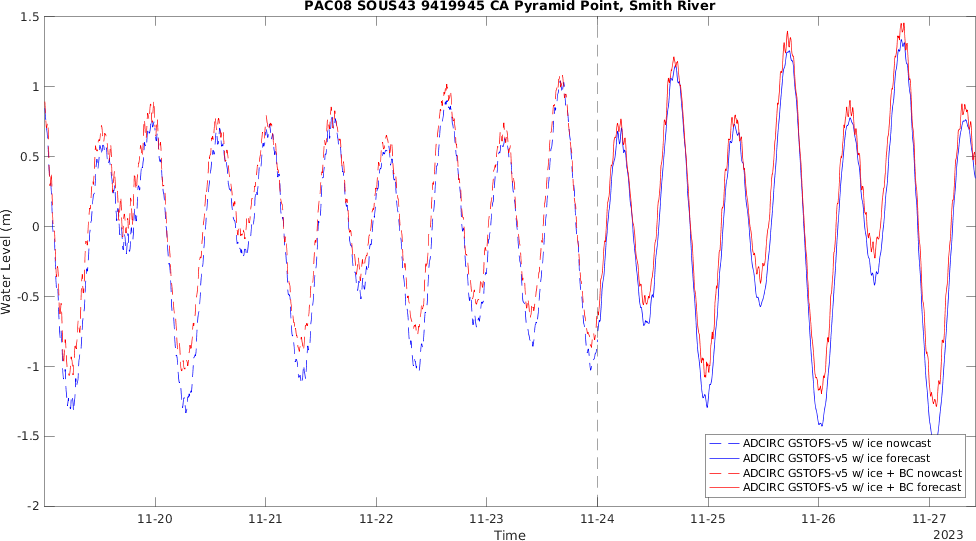 PAC08 SOUS43 9419945 CA Pyramid Point, Smith River
1.5
1
0.5
0
-0.5
-1
-1.5
-2
Water Level (m)
11-20
11-21
11-22
11-23
11-24
11-25
11-26
11-27
Time
2023
ADCIRC GSTOFS-v5 w/ ice nowcast
ADCIRC GSTOFS-v5 w/ ice forecast
ADCIRC GSTOFS-v5 w/ ice + BC nowcast
ADCIRC GSTOFS-v5 w/ ice + BC forecast